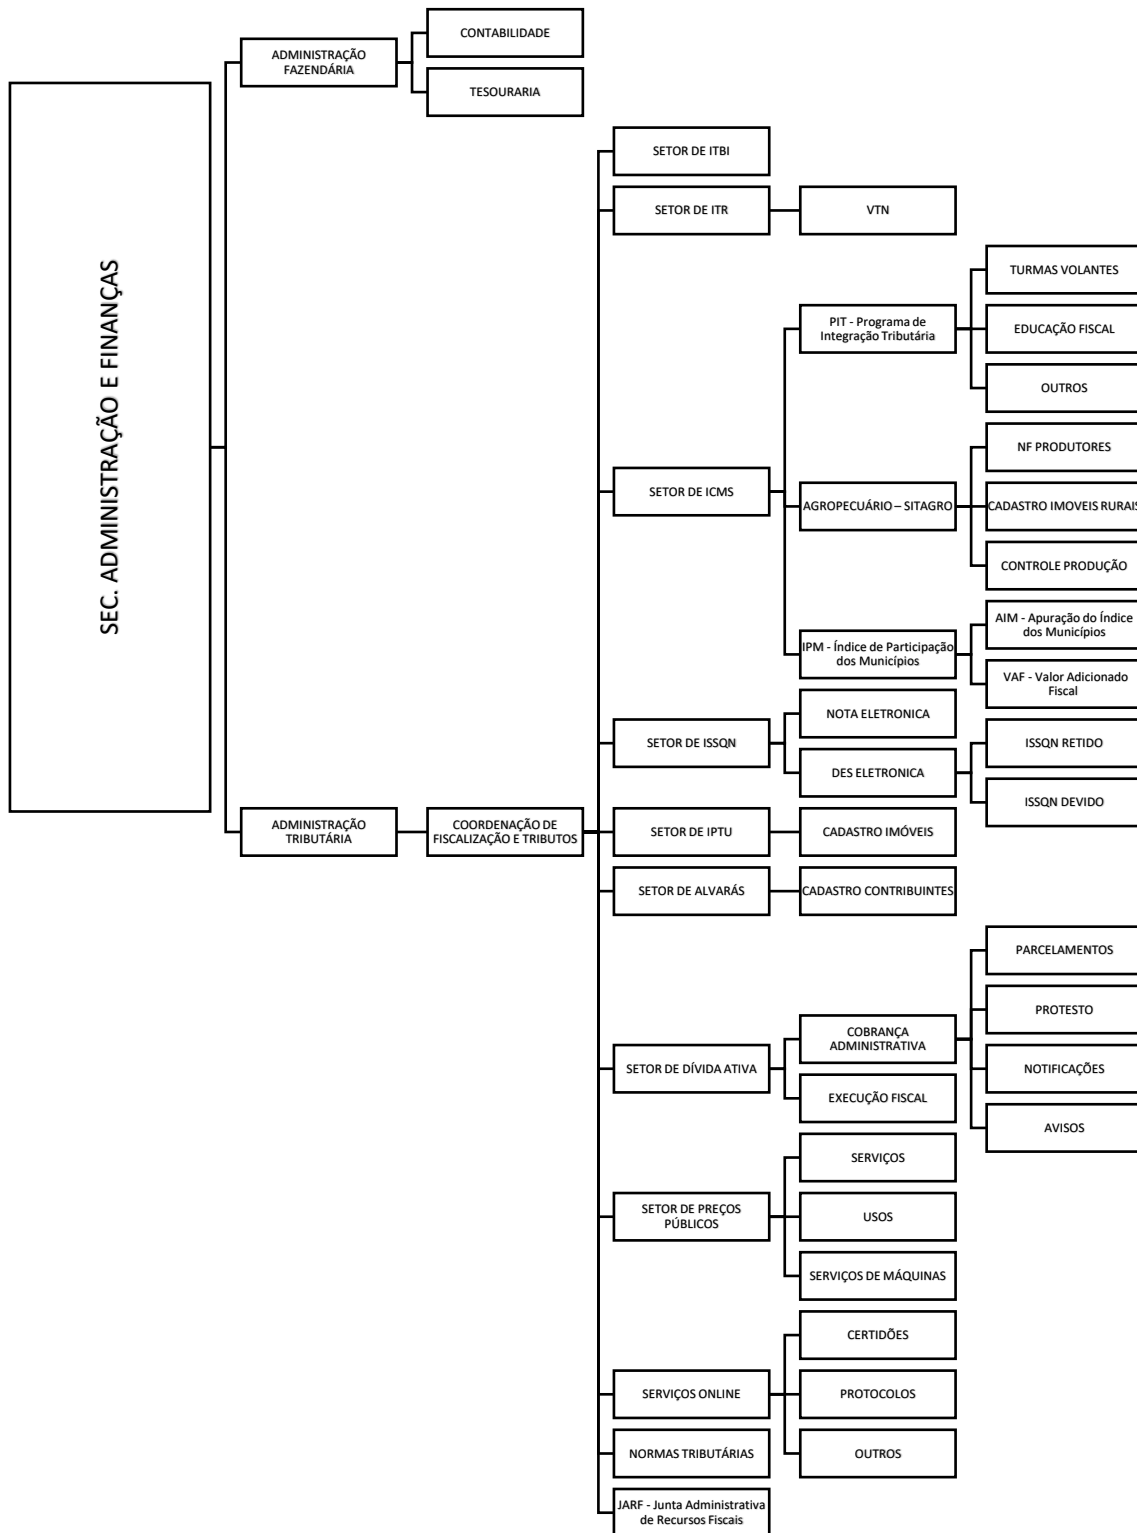 SEC. ADMINISTRAÇÃO E FINANÇAS
ADMINISTRAÇÃO
FAZENDÁRIA
CONTABILIDADE
TESOURARIA
ADMINISTRAÇÃO
TRIBUTÁRIA
COORDENAÇÃO DE
FISCALIZAÇÃO E TRIBUTOS
SETOR DE ITBI
SETOR DE ITR
VTN
SETOR DE ICMS
PIT - Programa de
Integração Tributária
TURMAS VOLANTES
EDUCAÇÃO FISCAL
OUTROS
AGROPECUÁRIO – SITAGRO
NF PRODUTORES
CADASTRO IMOVEIS RURAIS
CONTROLE PRODUÇÃO
IPM - Índice de Participação
dos Municípios
AIM - Apuração do Índice
dos Municípios
VAF - Valor Adicionado
Fiscal
SETOR DE ISSQN
NOTA ELETRONICA
DES ELETRONICA
ISSQN RETIDO
ISSQN DEVIDO
SETOR DE IPTU
CADASTRO IMÓVEIS
SETOR DE ALVARÁS
CADASTRO CONTRIBUINTES
SETOR DE DÍVIDA ATIVA
COBRANÇA
ADMINISTRATIVA
PARCELAMENTOS
PROTESTO
NOTIFICAÇÕES
AVISOS
EXECUÇÃO FISCAL
SETOR DE PREÇOS
PÚBLICOS
SERVIÇOS
USOS
SERVIÇOS DE MÁQUINAS
SERVIÇOS ONLINE
CERTIDÕES
PROTOCOLOS
OUTROS
NORMAS TRIBUTÁRIAS
JARF - Junta Administrativa
de Recursos Fiscais